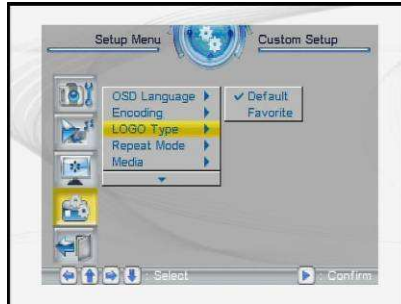 Setup Menu
Custom Setup
OSD Language
Encoding
LOGO Type
Repeat Mode
Media
Default
Favorite
: Select
: Confirm